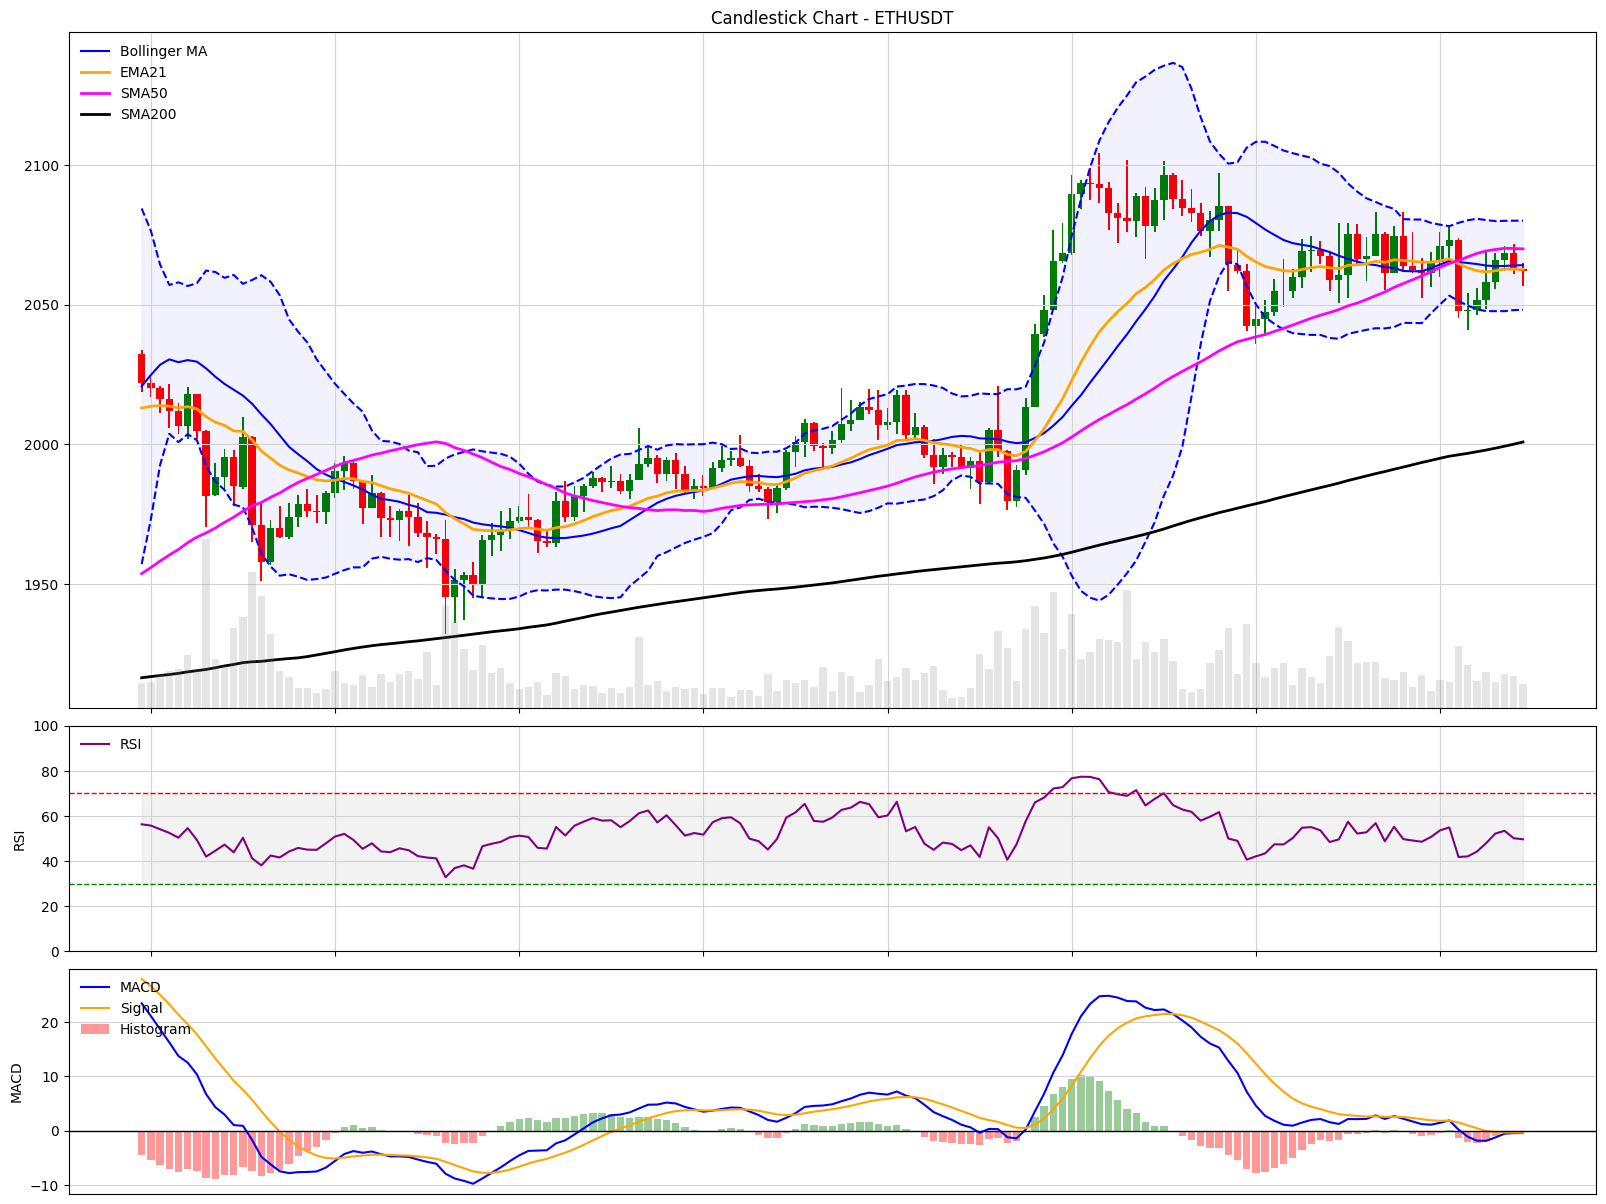 Candlestick Chart - ETHUSDT
Bollinger MA
EMA21
SMA50
SMA200
2100
2050
2000
1950
100
80
60
40
20
0
RSI
RSI
20
10
0
−10
MACD
MACD
Signal
Histogram